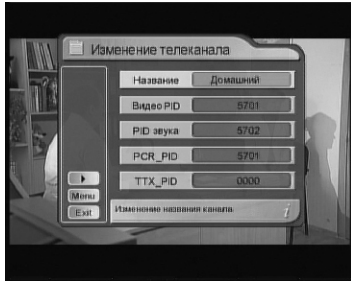 Изменение телеканала
Название Домашний
Видео PID 5701
PID звука 5702
PCR_PID 5701
TTX_PID 0000
Menu
Exit
Изменение названия канала.
i